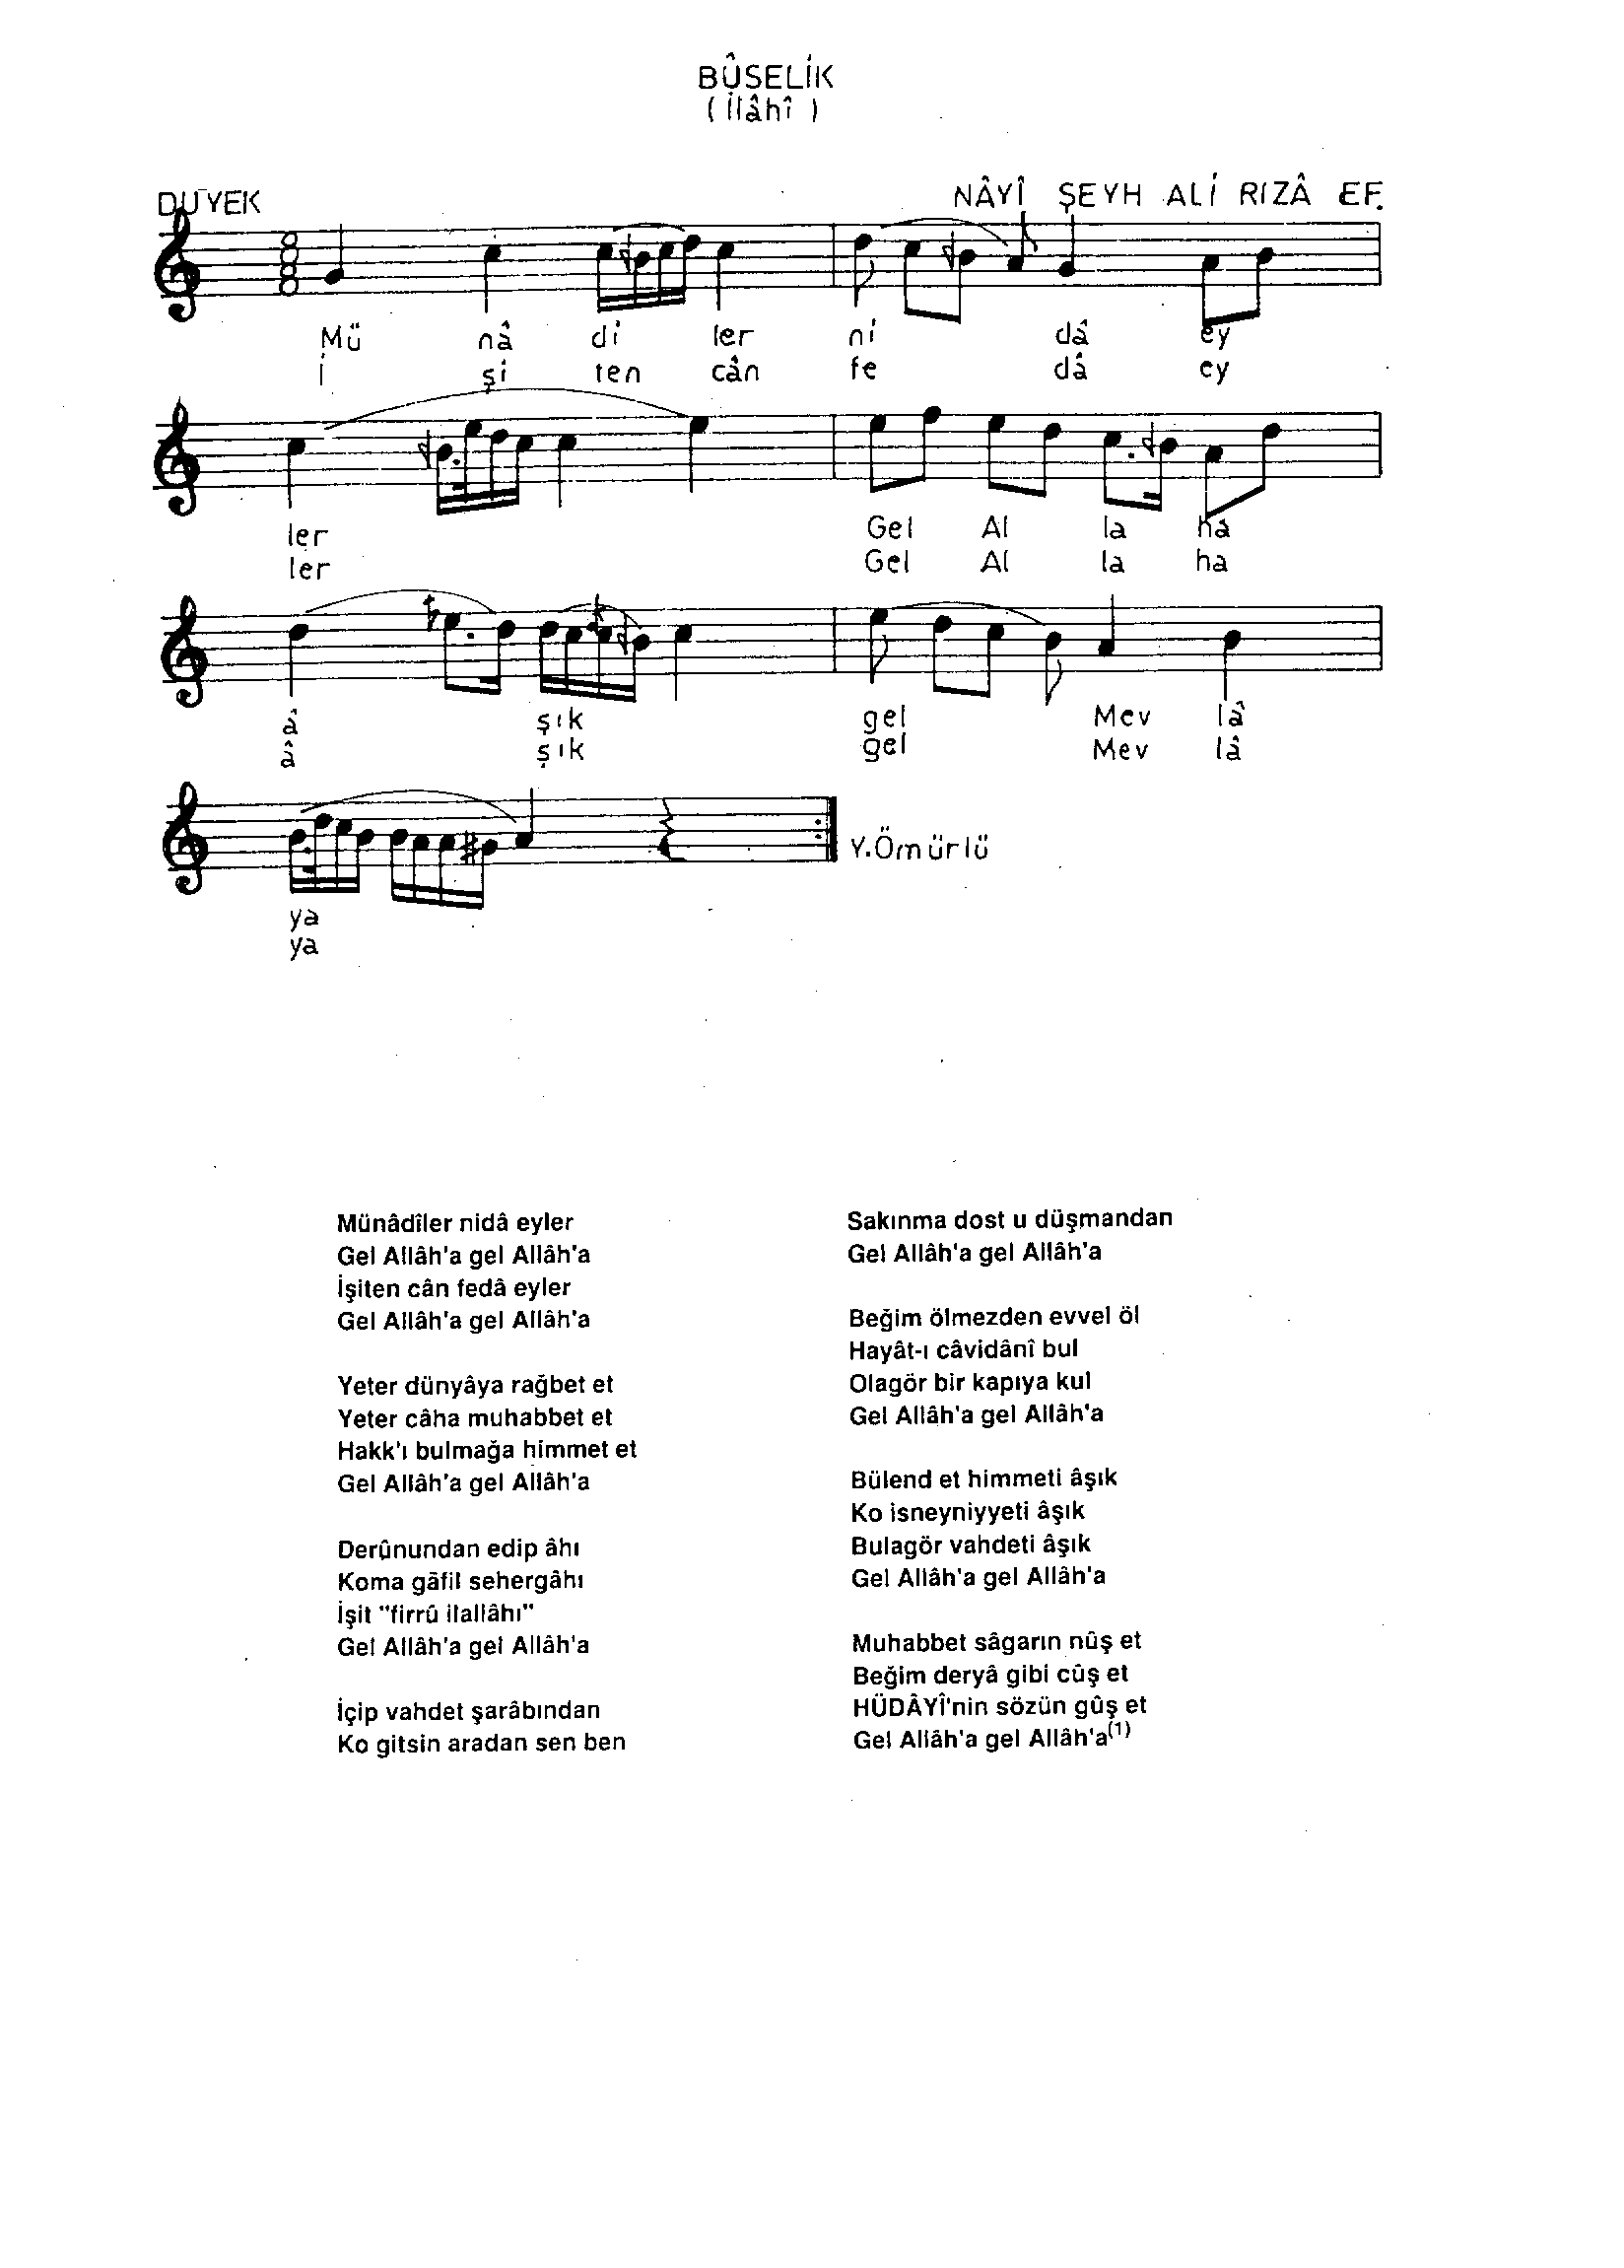 BÛSELİK
( İlâhî )
DUYEK
NÂYÎ ŞEYH ALİ RIZÂ EF.
8
8
Mü nâ di ler ni dâ ey
İ şi ten cân fe dâ ey
ler Gel Al la ha
ler Gel Al la ha
â şık gel Mev lâ
â şık gel Mev lâ
Y.Ömürlü
ya
ya
Münâdîler nidâ eyler
Gel Allâh'a gel Allâh'a
İşiten cân fedâ eyler
Gel Allâh'a gel Allâh'a
Yeter dünyâya rağbet et
Yeter câha muhabbet et
Hakk'ı bulmağa himmet et
Gel Allâh'a gel Allâh'a
Derûnundan edip âhı
Koma gâfil sehergâhı
İşit "firrû ilallâhı"
Gel Allâh'a gel Allâh'a
İçip vahdet şarâbından
Ko gitsin aradan sen ben
Sakınma dost u düşmandan
Gel Allâh'a gel Allâh'a
Beğim ölmezden evvel öl
Hayât-ı câvidânî bul
Olagör bir kapıya kul
Gel Allâh'a gel Allâh'a
Bülend et himmeti âşık
Ko isneyniyyeti âşık
Bulagör vahdeti âşık
Gel Allâh'a gel Allâh'a
Muhabbet sâgarın nûş et
Beğim deryâ gibi cûş et
HÜDÂYÎ'nin sözün gûş et
Gel Allâh'a gel Allâh'a(1)